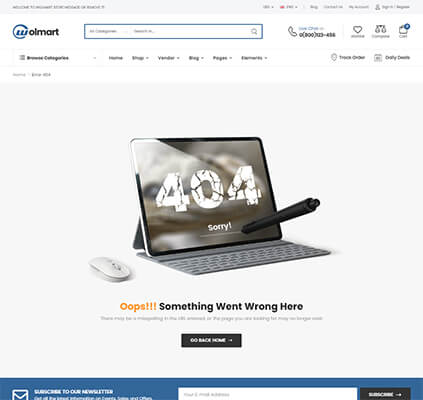 WELCOME TO WOLMART STORE MESSAGE OR REMOVE IT!
USD ENG Blog Contact Us My Account Sign In / Register
Wolmart
All Categories Search in...
Live Chat or :
0(800)123-456
Wishlist Compare Cart
Browse Categories Home Shop Vendor Blog Pages Elements Track Order Daily Deals
Home Error 404
404
Sorry!
Oops!!! Something Went Wrong Here
There may be a misspelling in the URL entered, or the page you are looking for may no longer exist
GO BACK HOME
SUBSCRIBE TO OUR NEWSLETTER
Get all the latest information on Events, Sales and Offers.
Your E-mail Address
SUBSCRIBE